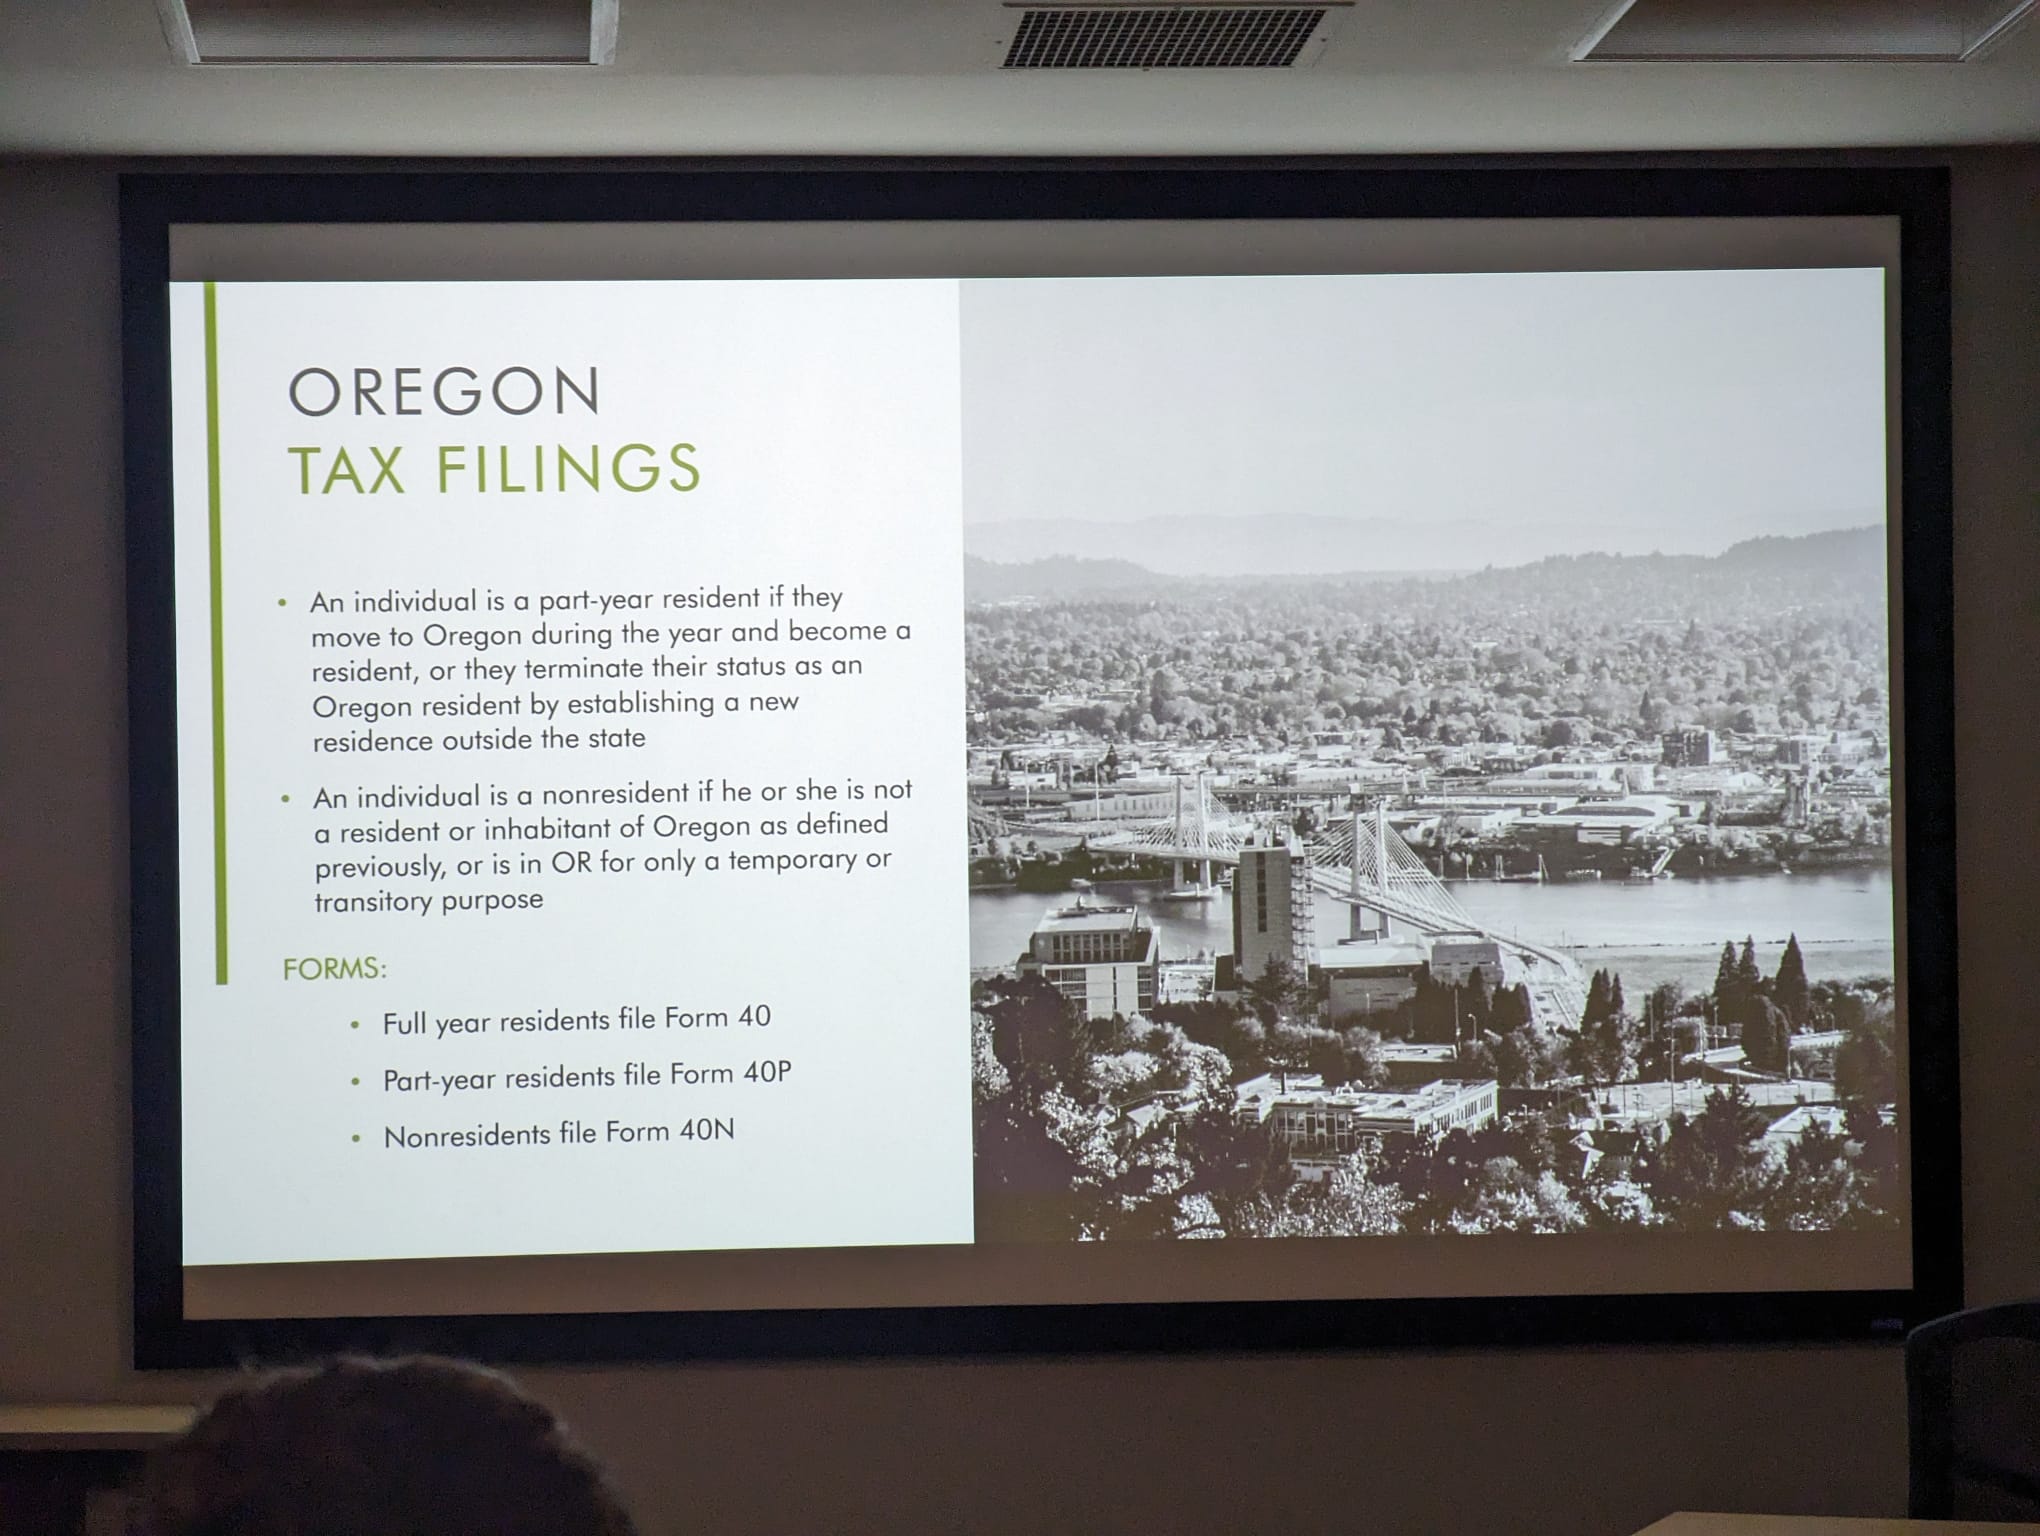 OREGON
TAX FILINGS
• An individual is a part-year resident if they
move to Oregon during the year and become a
resident, or they terminate their status as an
Oregon resident by establishing a new
residence outside the state
• An individual is a nonresident if he or she is not
a resident or inhabitant of Oregon as defined
previously, or is in OR for only a temporary or
transitory purpose
FORMS:
• Full year residents file Form 40
• Part-year residents file Form 40P
• Nonresidents file Form 40N